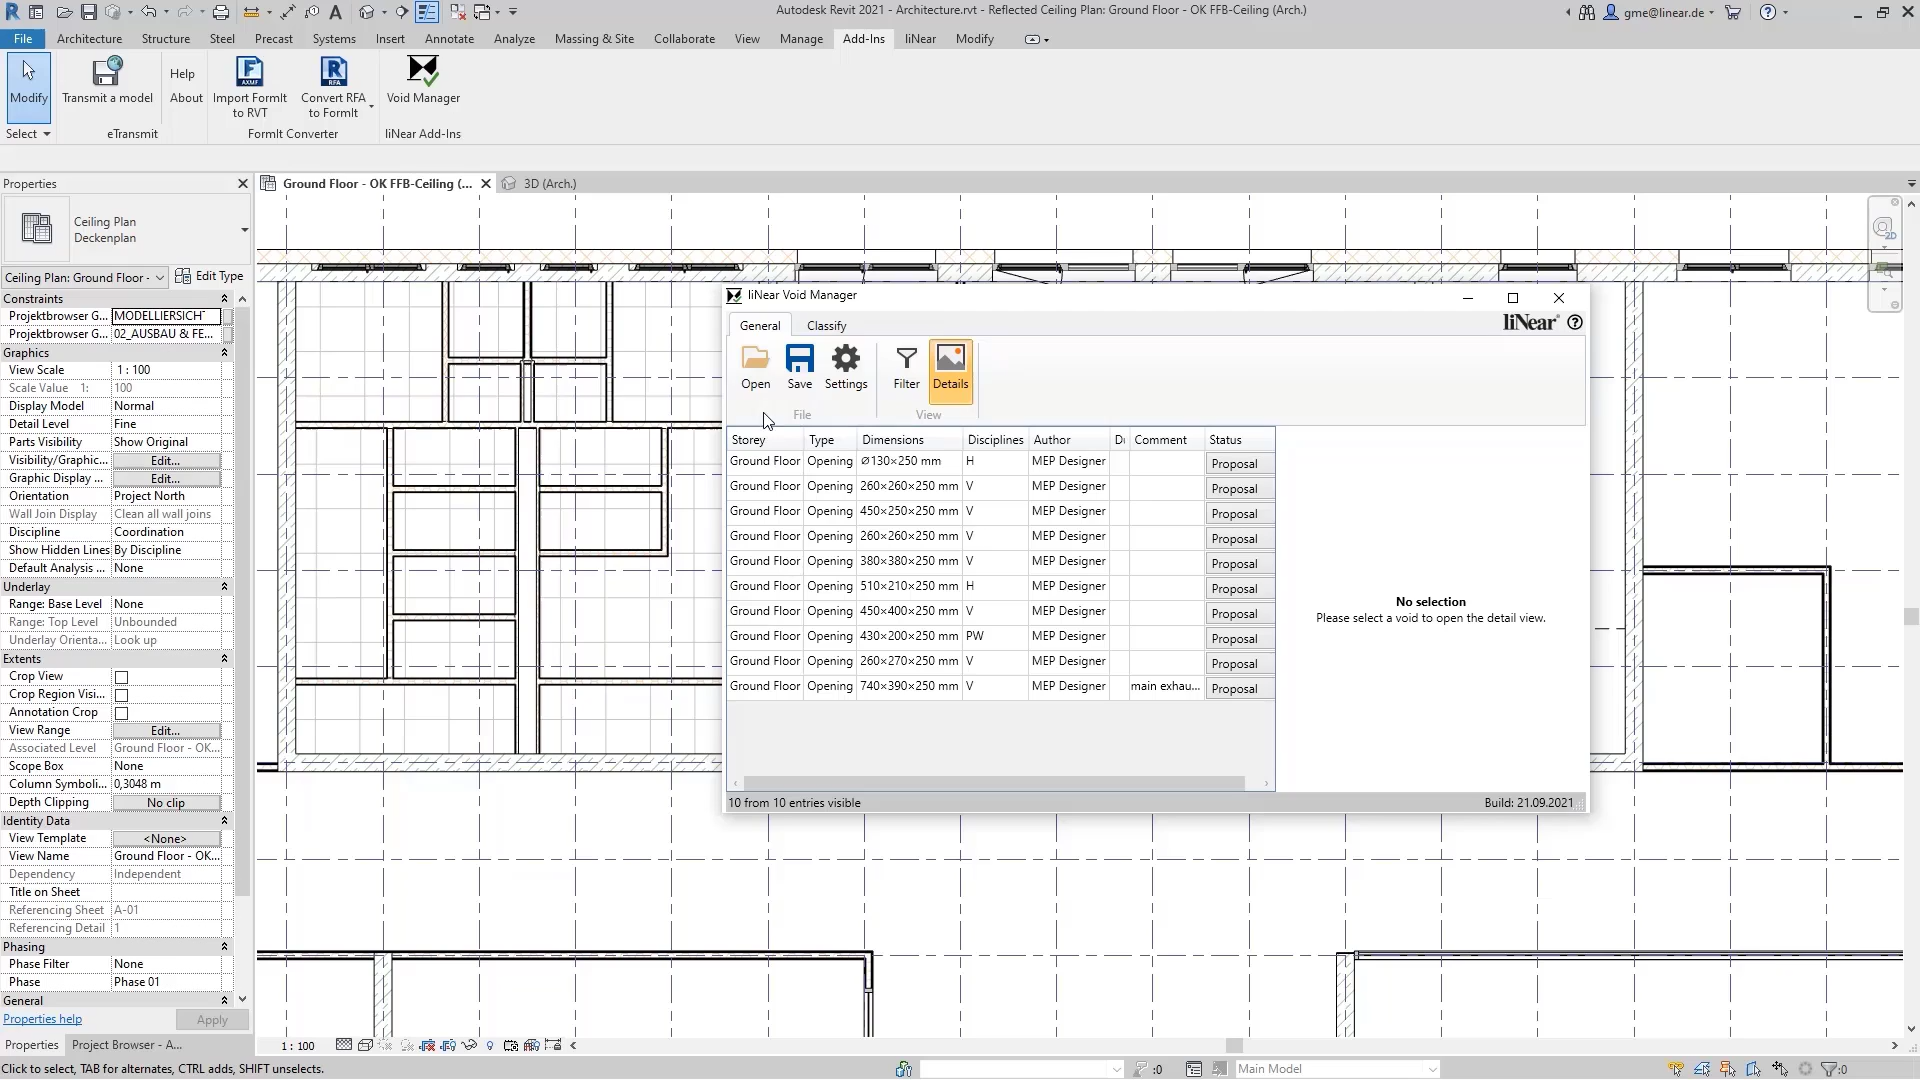 Autodesk Revit 2021 - Architecture.rvt - Reflected Ceiling Plan: Ground Floor - OK FFB-Ceiling (Arch.)
gme@linear.de
File Architecture Structure Steel Precast Systems Insert Annotate Analyze Massing & Site Collaborate View Manage Add-Ins liNear Modify
Modify
Transmit a model
Help
About
Import FormIt
to RVT
Convert RFA
to FormIt
Void Manager
Select
eTransmit
FormIt Converter
liNear Add-Ins
Properties
Ground Floor - OK FFB-Ceiling (...
3D (Arch.)
Ceiling Plan
Deckenplan
Ceiling Plan: Ground Floor -
Edit Type
Constraints
Projektbrowser G... MODELLIERSICHT
Projektbrowser G... 02_AUSBAU & FE...
Graphics
View Scale 1 : 100
Scale Value 1: 100
Display Model Normal
Detail Level Fine
Parts Visibility Show Original
Visibility/Graphic... Edit...
Graphic Display ... Edit...
Orientation Project North
Wall Join Display Clean all wall joins
Discipline Coordination
Show Hidden Lines By Discipline
Default Analysis ... None
Underlay
Range: Base Level None
Range: Top Level Unbounded
Underlay Orienta... Look up
Extents
Crop View
Crop Region Visi...
Annotation Crop
View Range Edit...
Associated Level Ground Floor - OK...
Scope Box None
Column Symboli... 0,3048 m
Depth Clipping No clip
Identity Data
View Template <None>
View Name Ground Floor - OK...
Dependency Independent
Title on Sheet
Referencing Sheet A-01
Referencing Detail 1
Phasing
Phase Filter None
Phase Phase 01
General
Properties help
Apply
Properties
Project Browser - A...
liNear Void Manager
General Classify
liNear
Open Save Settings Filter Details
File View
Storey Type Dimensions Disciplines Author Comment Status
Ground Floor Opening Ø130×250 mm H MEP Designer Proposal
Ground Floor Opening 260×260×250 mm V MEP Designer Proposal
Ground Floor Opening 450×250×250 mm V MEP Designer Proposal
Ground Floor Opening 260×260×250 mm V MEP Designer Proposal
Ground Floor Opening 380×380×250 mm V MEP Designer Proposal
Ground Floor Opening 510×210×250 mm H MEP Designer Proposal
Ground Floor Opening 450×400×250 mm V MEP Designer Proposal
Ground Floor Opening 430×200×250 mm PW MEP Designer Proposal
Ground Floor Opening 260×270×250 mm V MEP Designer Proposal
Ground Floor Opening 740×390×250 mm V MEP Designer main exhau... Proposal
No selection
Please select a void to open the detail view.
10 from 10 entries visible
Build: 21.09.2021
2D
1 : 100
Click to select, TAB for alternates, CTRL adds, SHIFT unselects.
:0
Main Model
:0